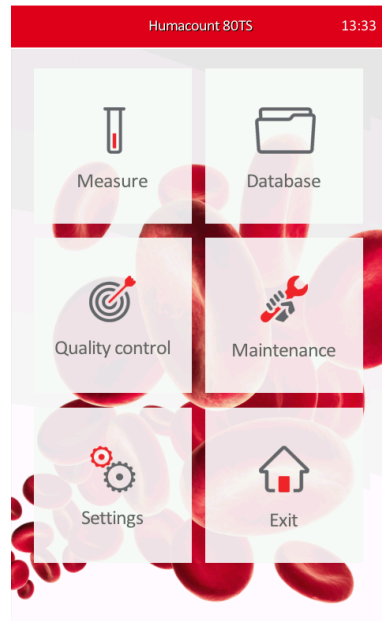 Humacount 80TS 13:33
Measure Database
Quality control Maintenance
Settings Exit